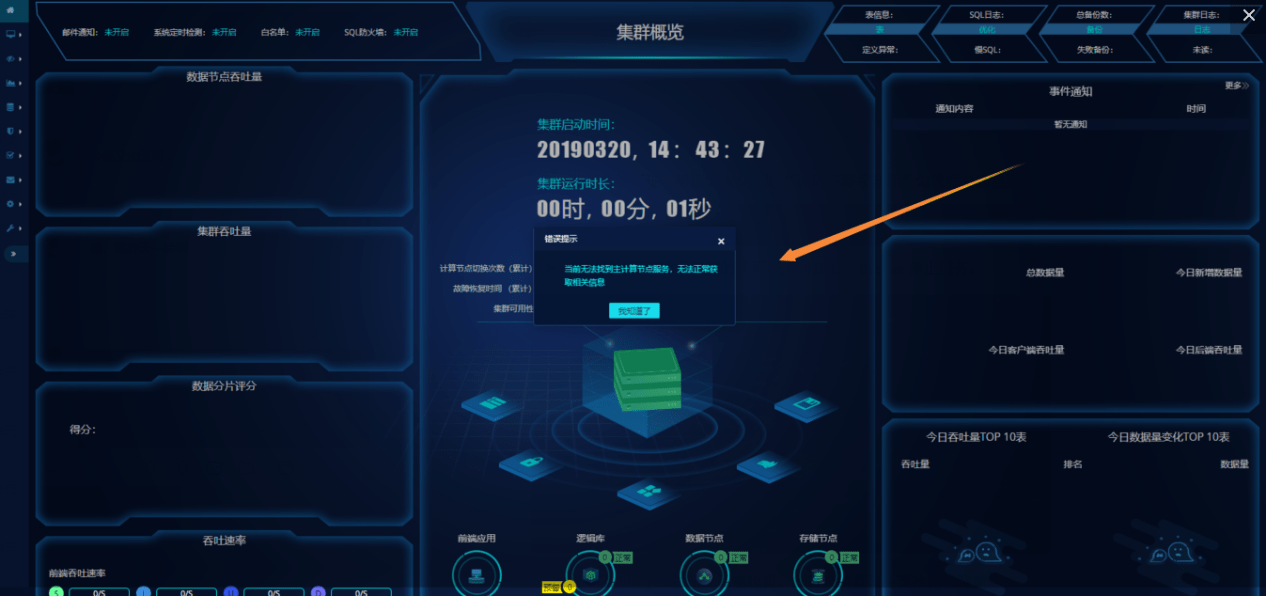 邮件通知: 未开启 系统定时检测: 未开启 白名单: 未开启 SQL防火墙: 未开启
集群概览
表信息: SQL日志: 总备份数: 集群日志:
表 优化 备份 日志
定义异常: 慢SQL: 失败备份: 未读:
数据节点吞吐量
集群吞吐量
数据分片评分
得分:
吞吐速率
前端吞吐速率
S 0/S I 0/S U 0/S D 0/S
集群启动时间:
20190320, 14: 43: 27
集群运行时长:
00时, 00分, 01秒
计算节点切换次数 (累计)
故障恢复时间 (累计)
集群可用性
错误提示 ×
当前无法找到主计算节点服务，无法正常获
取相关信息
我知道了
前端应用 逻辑库 数据节点 存储节点
0 正常 0 正常 0 正常
预警 0
事件通知 更多
通知内容 时间
暂无通知
总数据量 今日新增数据量
今日客户端吞吐量 今日后端吞吐量
今日吞吐量TOP 10表 今日数据量变化TOP 10表
吞吐量 排名 数据量